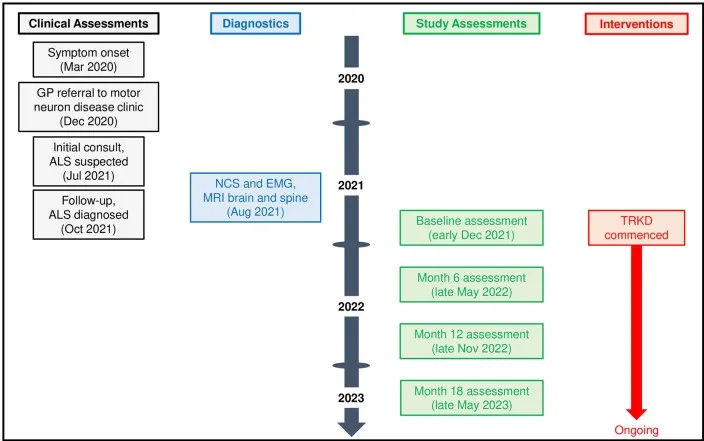 Clinical Assessments
Diagnostics
Study Assessments
Interventions
Symptom onset
(Mar 2020)
GP referral to motor
neuron disease clinic
(Dec 2020)
Initial consult,
ALS suspected
(Jul 2021)
Follow-up,
ALS diagnosed
(Oct 2021)
NCS and EMG,
MRI brain and spine
(Aug 2021)
2020
2021
2022
2023
Baseline assessment
(early Dec 2021)
Month 6 assessment
(late May 2022)
Month 12 assessment
(late Nov 2022)
Month 18 assessment
(late May 2023)
TRKD
commenced
Ongoing